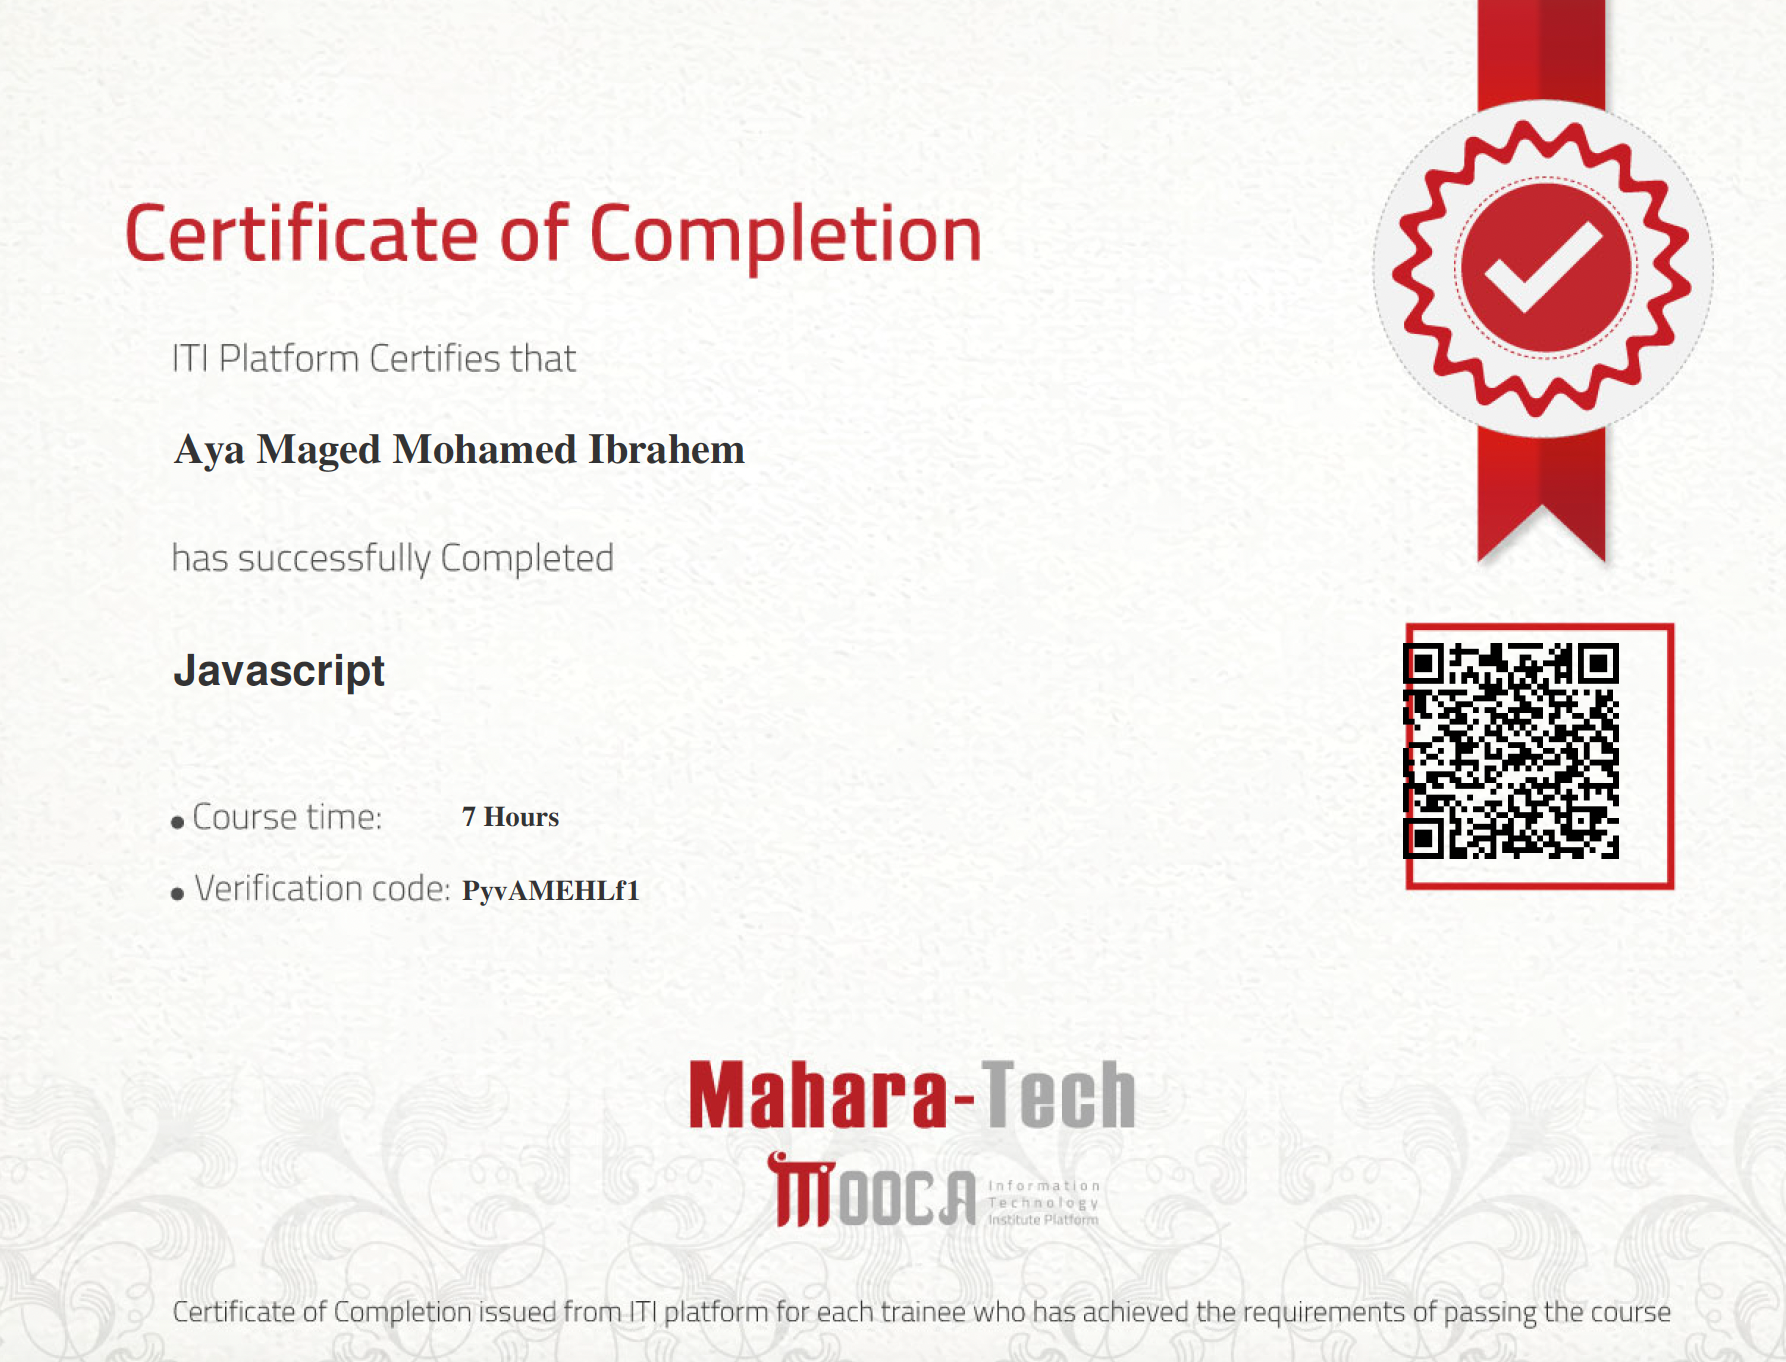 Certificate of Completion
ITI Platform Certifies that
Aya Maged Mohamed Ibrahem
has successfully Completed
Javascript
• Course time: 7 Hours
• Verification code: PyvAMEHLf1
Mahara-Tech
ITI MOOCA
Information
Technology
Institute Platform
Certificate of Completion issued from ITI platform for each trainee who has achieved the requirements of passing the course